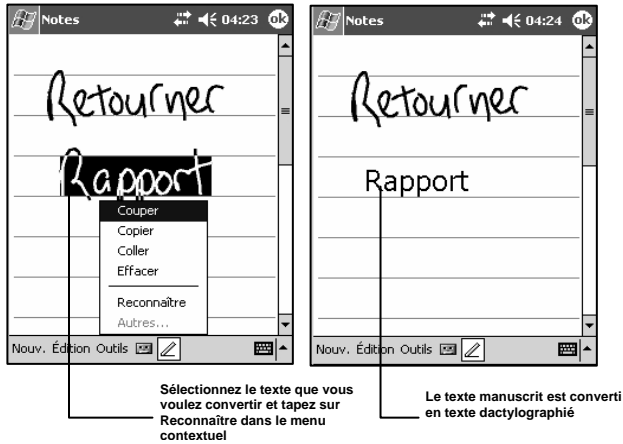 Notes 04:23 ok
Retourner
Rapport
Couper
Copier
Coller
Effacer
Reconnaître
Autres...
Nouv. Édition Outils
Sélectionnez le texte que vous
voulez convertir et tapez sur
Reconnaître dans le menu
contextuel
Notes 04:24 ok
Retourner
Rapport
Nouv. Édition Outils
Le texte manuscrit est converti
en texte dactylographié